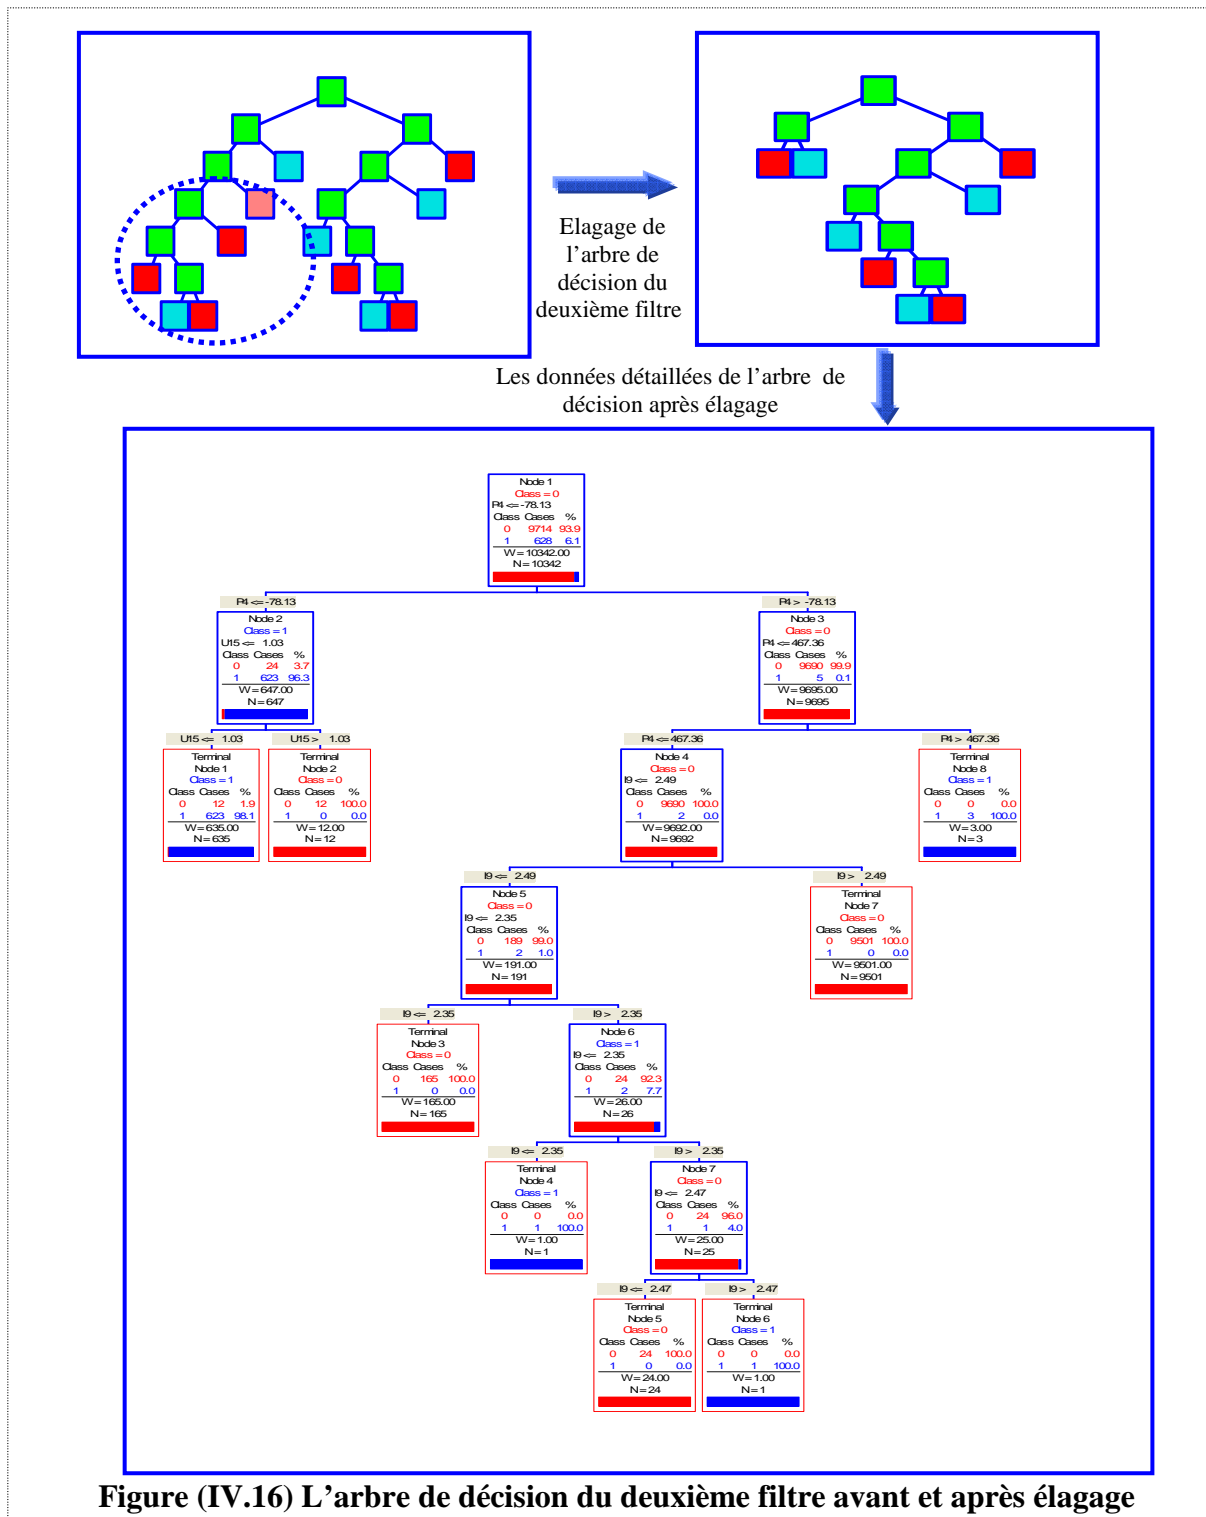 Elagage de
l'arbre de
décision du
deuxième filtre
Les données détaillées de l'arbre de
décision après élagage
Node 1
Class = 0
P4 <= -78.13
Class Cases %
0 9714 93.9
1 628 6.1
W = 10342.00
N = 10342
P4 <= -78.13
P4 > -78.13
Node 2
Class = 1
U15 <= 1.03
Class Cases %
0 24 3.7
1 623 96.3
W = 647.00
N = 647
Node 3
Class = 0
P4 <= 467.36
Class Cases %
0 9690 99.9
1 5 0.1
W = 9695.00
N = 9695
U15 <= 1.03
U15 > 1.03
P4 <= 467.36
P4 > 467.36
Terminal
Node 1
Class = 1
Class Cases %
0 12 1.9
1 623 98.1
W = 635.00
N = 635
Terminal
Node 2
Class = 0
Class Cases %
0 12 100.0
1 0 0.0
W = 12.00
N = 12
Node 4
Class = 0
I9 <= 2.49
Class Cases %
0 9690 100.0
1 2 0.0
W = 9692.00
N = 9692
Terminal
Node 8
Class = 1
Class Cases %
0 0 0.0
1 3 100.0
W = 3.00
N = 3
I9 <= 2.49
I9 > 2.49
Node 5
Class = 0
I9 <= 2.35
Class Cases %
0 189 99.0
1 2 1.0
W = 191.00
N = 191
Terminal
Node 7
Class = 0
Class Cases %
0 9501 100.0
1 0 0.0
W = 9501.00
N = 9501
I9 <= 2.35
I9 > 2.35
Terminal
Node 3
Class = 0
Class Cases %
0 165 100.0
1 0 0.0
W = 165.00
N = 165
Node 6
Class = 1
I9 <= 2.35
Class Cases %
0 24 92.3
1 2 7.7
W = 26.00
N = 26
I9 <= 2.35
I9 > 2.35
Terminal
Node 4
Class = 1
Class Cases %
0 0 0.0
1 1 100.0
W = 1.00
N = 1
Node 7
Class = 0
I9 <= 2.47
Class Cases %
0 24 96.0
1 1 4.0
W = 25.00
N = 25
I9 <= 2.47
I9 > 2.47
Terminal
Node 5
Class = 0
Class Cases %
0 24 100.0
1 0 0.0
W = 24.00
N = 24
Terminal
Node 6
Class = 1
Class Cases %
0 0 0.0
1 1 100.0
W = 1.00
N = 1
Figure (IV.16) L'arbre de décision du deuxième filtre avant et après élagage